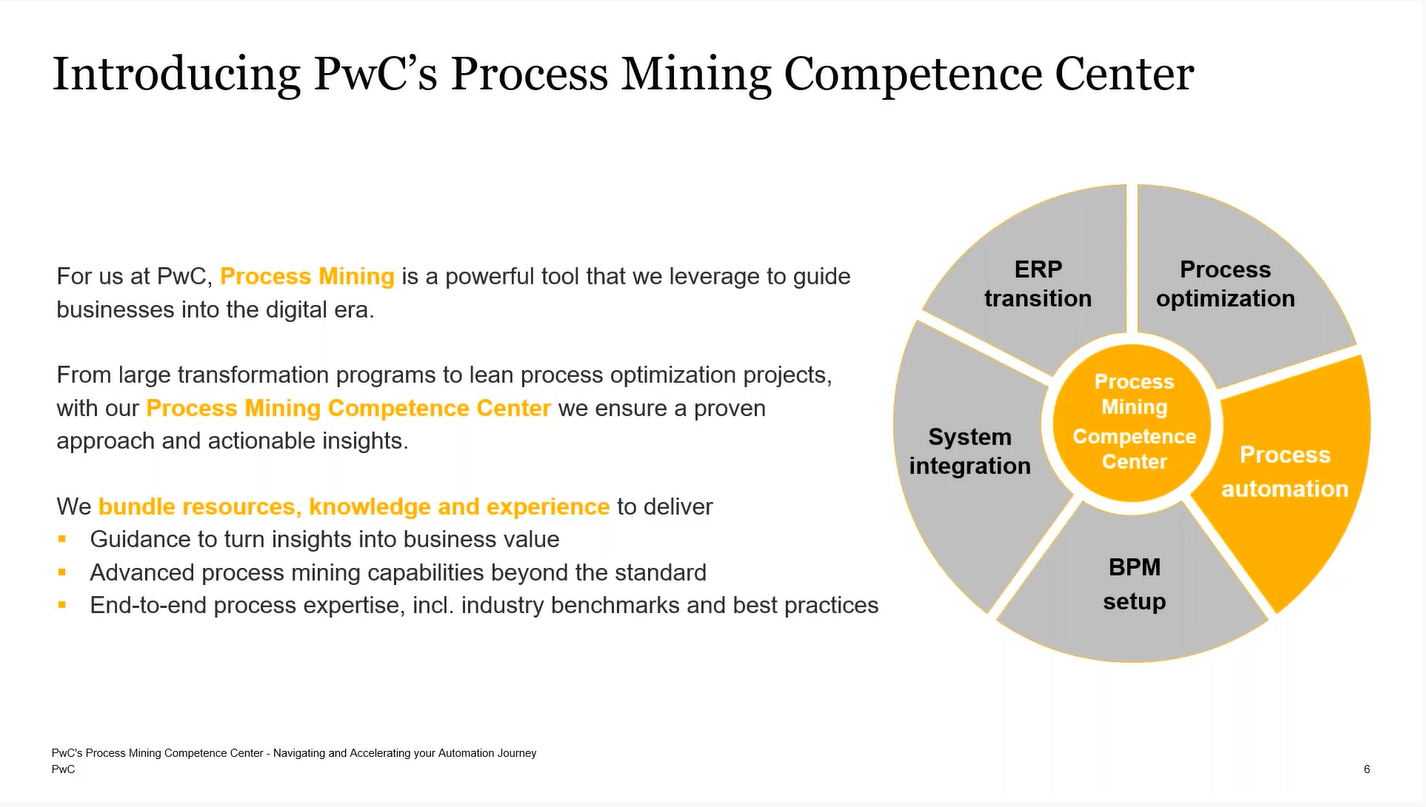 Introducing PwC’s Process Mining Competence Center
For us at PwC, Process Mining is a powerful tool that we leverage to guide
businesses into the digital era.
From large transformation programs to lean process optimization projects,
with our Process Mining Competence Center we ensure a proven
approach and actionable insights.
We bundle resources, knowledge and experience to deliver
▪ Guidance to turn insights into business value
▪ Advanced process mining capabilities beyond the standard
▪ End-to-end process expertise, incl. industry benchmarks and best practices
ERP
transition
Process
optimization
Process
Mining
Competence
Center
System
integration
Process
automation
BPM
setup
PwC's Process Mining Competence Center - Navigating and Accelerating your Automation Journey
PwC
6